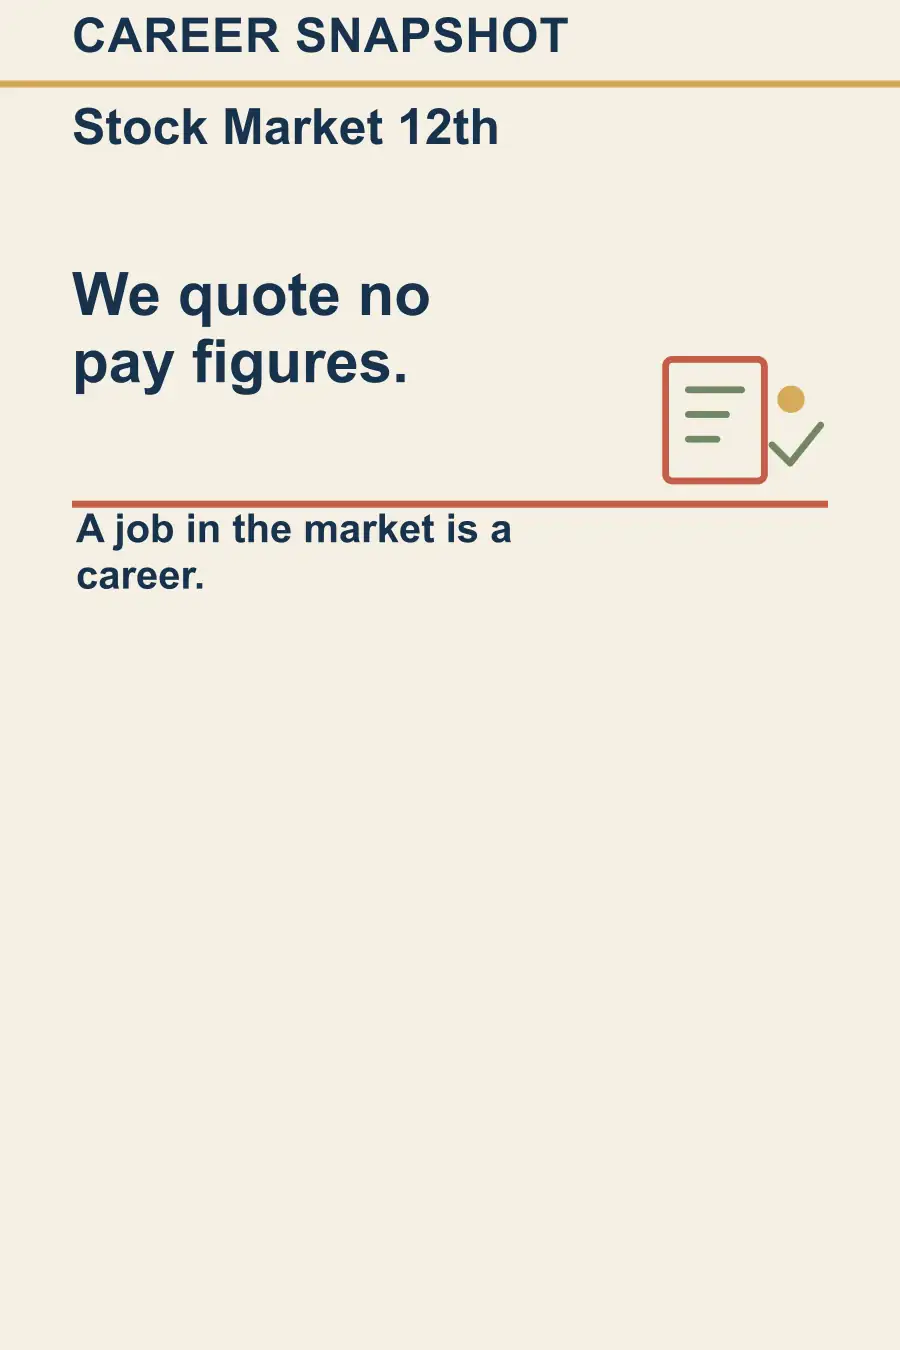 CAREER SNAPSHOT
Stock Market 12th
We quote no
pay figures.
A job in the market is a
career.